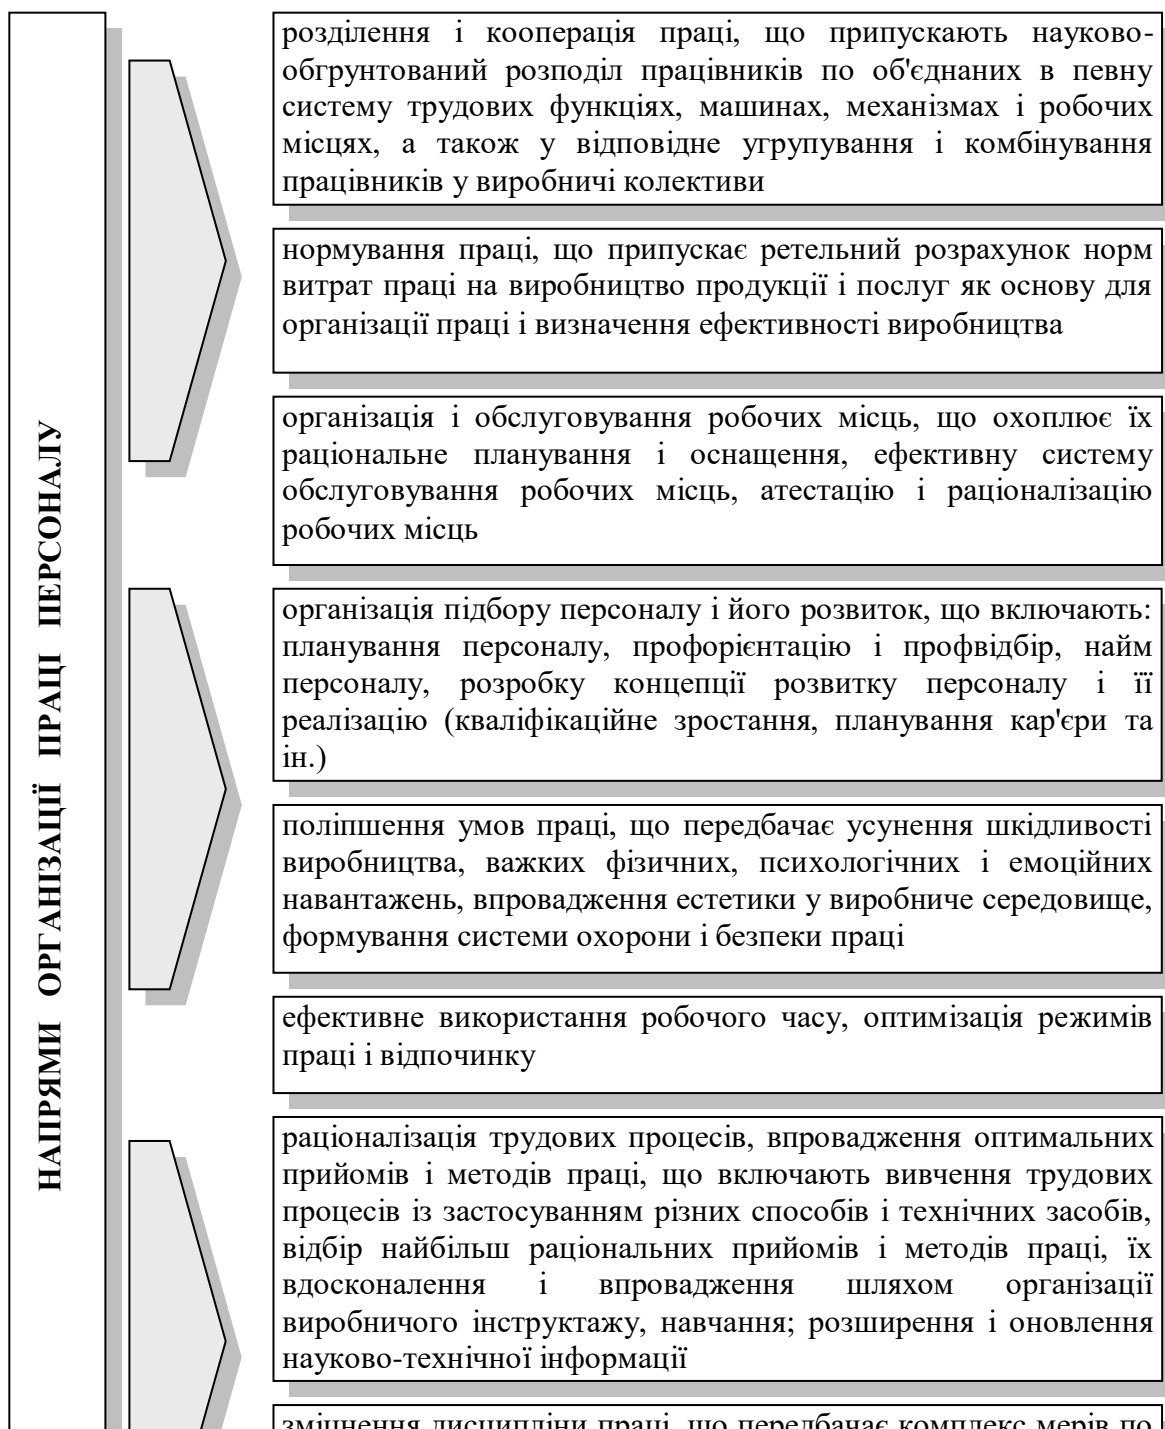 НАПРЯМИ ОРГАНІЗАЦІЇ ПРАЦІ ПЕРСОНАЛУ
розділення і кооперація праці, що припускають науково-
обгрунтований розподіл працівників по об'єднаних в певну
систему трудових функціях, машинах, механізмах і робочих
місцях, а також у відповідне угрупування і комбінування
працівників у виробничі колективи
нормування праці, що припускає ретельний розрахунок норм
витрат праці на виробництво продукції і послуг як основу для
організації праці і визначення ефективності виробництва
організація і обслуговування робочих місць, що охоплює їх
раціональне планування і оснащення, ефективну систему
обслуговування робочих місць, атестацію і раціоналізацію
робочих місць
організація підбору персоналу і його розвиток, що включають:
планування персоналу, профорієнтацію і профвідбір, найм
персоналу, розробку концепції розвитку персоналу і її
реалізацію (кваліфікаційне зростання, планування кар'єри та
ін.)
поліпшення умов праці, що передбачає усунення шкідливості
виробництва, важких фізичних, психологічних і емоційних
навантажень, впровадження естетики у виробниче середовище,
формування системи охорони і безпеки праці
ефективне використання робочого часу, оптимізація режимів
праці і відпочинку
раціоналізація трудових процесів, впровадження оптимальних
прийомів і методів праці, що включають вивчення трудових
процесів із застосуванням різних способів і технічних засобів,
відбір найбільш раціональних прийомів і методів праці, їх
вдосконалення і впровадження шляхом організації
виробничого інструктажу, навчання; розширення і оновлення
науково-технічної інформації
зміцнення дисципліни праці, що передбачає комплекс мерів по